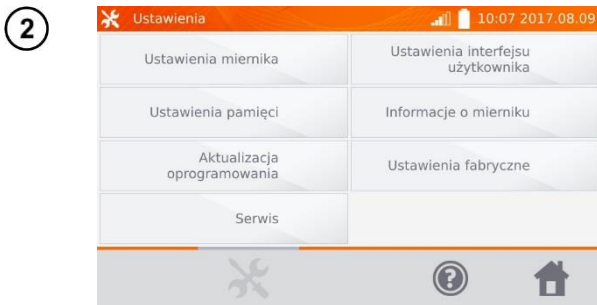 2
Ustawienia
10:07 2017.08.09
Ustawienia miernika
Ustawienia interfejsu
użytkownika
Ustawienia pamięci
Informacje o mierniku
Aktualizacja
oprogramowania
Ustawienia fabryczne
Serwis
?